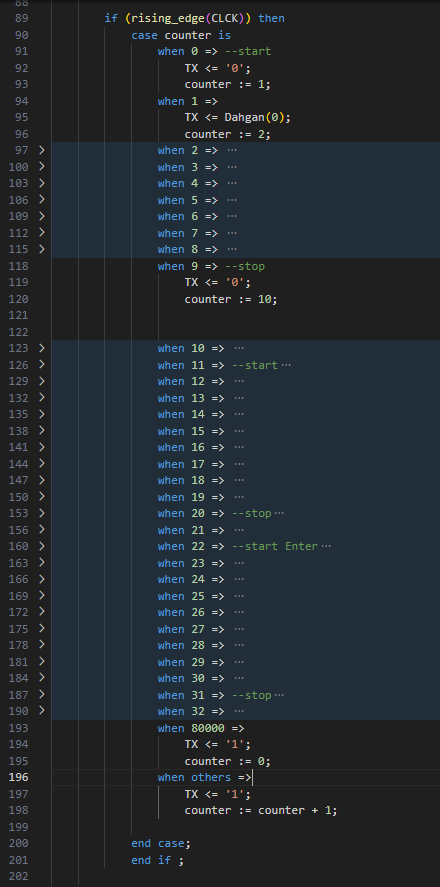 88
89 if (rising_edge(CLCK)) then
90 case counter is
91 when 0 => --start
92 TX <= '0';
93 counter := 1;
94 when 1 =>
95 TX <= Dahgan(0);
96 counter := 2;
97 > when 2 => ···
100 > when 3 => ···
103 > when 4 => ···
106 > when 5 => ···
109 > when 6 => ···
112 > when 7 => ···
115 > when 8 => ···
118 when 9 => --stop
119 TX <= '0';
120 counter := 10;
121
122
123 > when 10 => ···
126 > when 11 => --start···
129 > when 12 => ···
132 > when 13 => ···
135 > when 14 => ···
138 > when 15 => ···
141 > when 16 => ···
144 > when 17 => ···
147 > when 18 => ···
150 > when 19 => ···
153 > when 20 => --stop···
156 > when 21 => ···
160 > when 22 => --start Enter···
163 > when 23 => ···
166 > when 24 => ···
169 > when 25 => ···
172 > when 26 => ···
175 > when 27 => ···
178 > when 28 => ···
181 > when 29 => ···
184 > when 30 => ···
187 > when 31 => --stop···
190 > when 32 => ···
193 when 80000 =>
194 TX <= '1';
195 counter := 0;
196 when others =>
197 TX <= '1';
198 counter := counter + 1;
199
200 end case;
201 end if ;
202